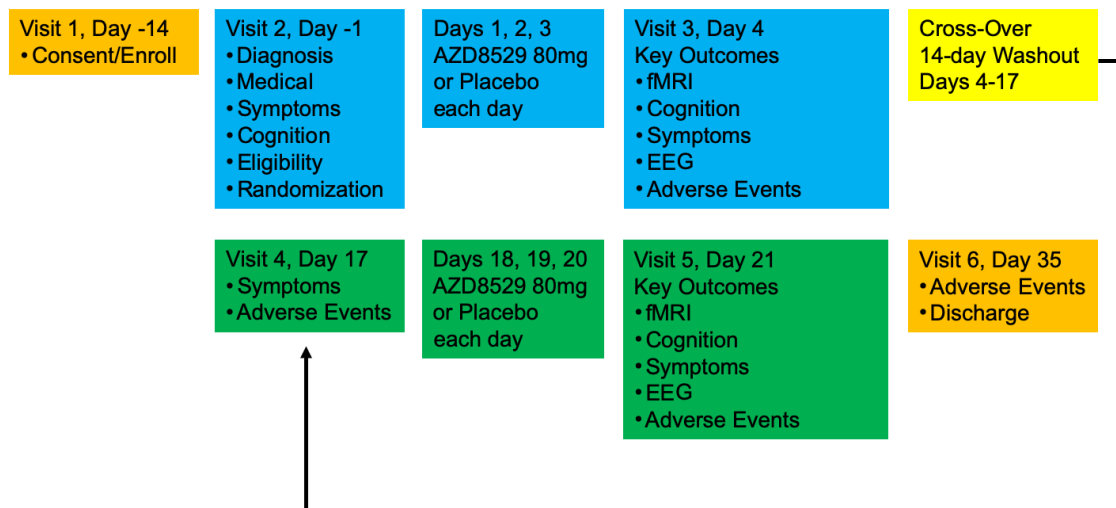 Visit 1, Day -14
• Consent/Enroll
Visit 2, Day -1
• Diagnosis
• Medical
• Symptoms
• Cognition
• Eligibility
• Randomization
Days 1, 2, 3
AZD8529 80mg
or Placebo
each day
Visit 3, Day 4
Key Outcomes
• fMRI
• Cognition
• Symptoms
• EEG
• Adverse Events
Cross-Over
14-day Washout
Days 4-17
Visit 4, Day 17
• Symptoms
• Adverse Events
Days 18, 19, 20
AZD8529 80mg
or Placebo
each day
Visit 5, Day 21
Key Outcomes
• fMRI
• Cognition
• Symptoms
• EEG
• Adverse Events
Visit 6, Day 35
• Adverse Events
• Discharge